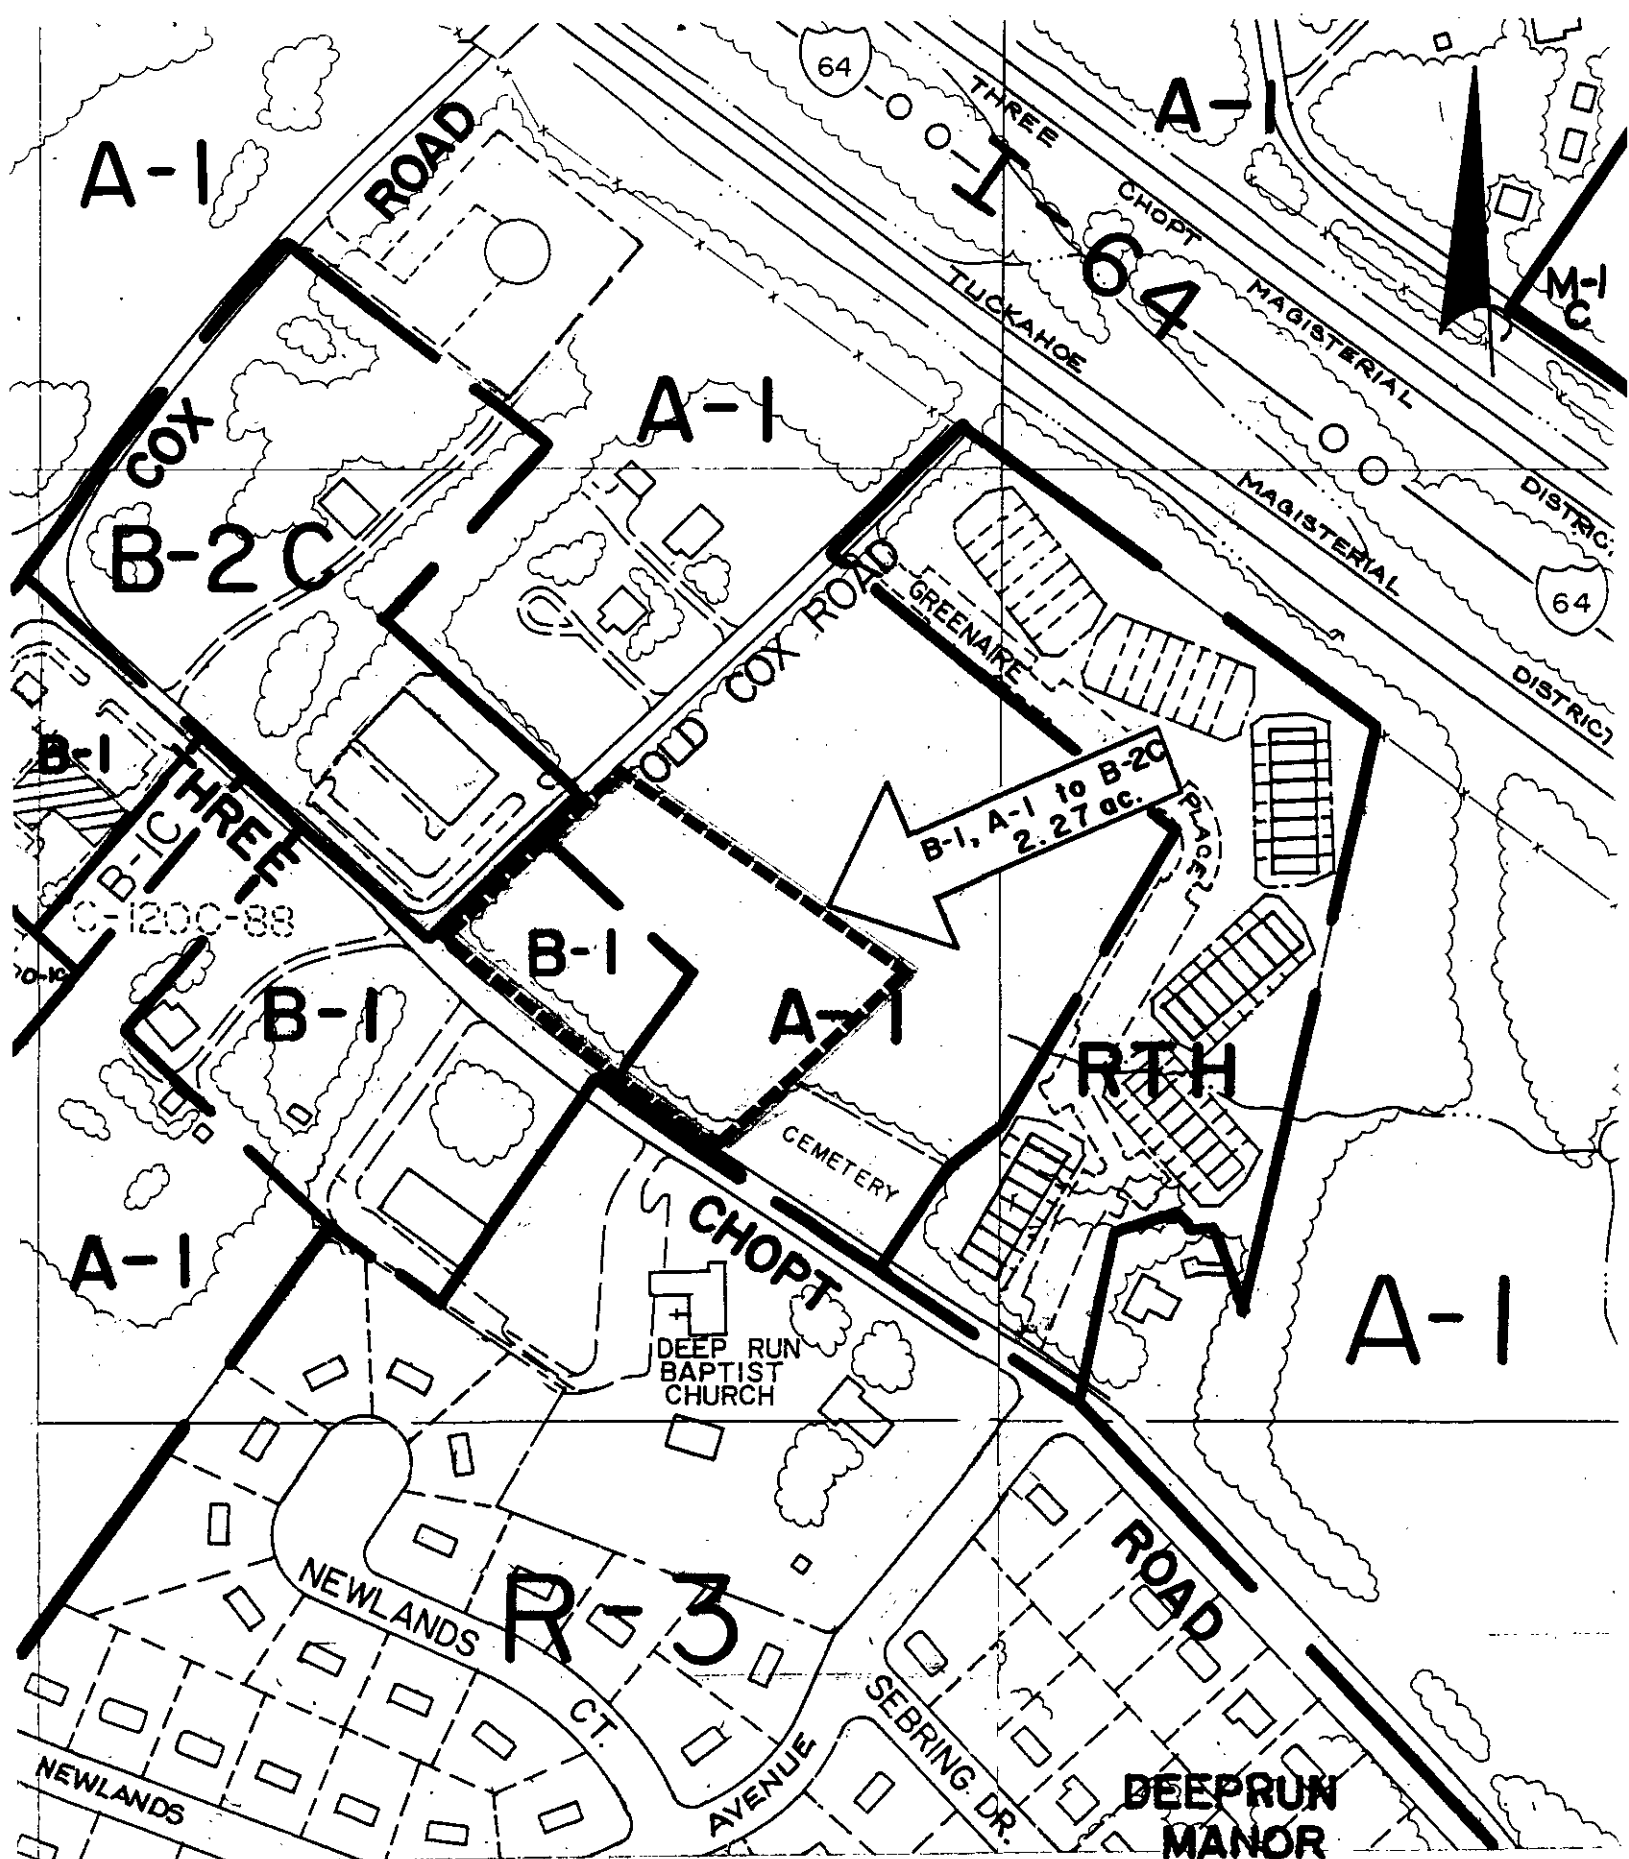 64
THREE
CHOPT
MAGISTERIAL
I-64
A-1
A-1
ROAD
TUCKAHOE
MAGISTERIAL
DISTRICT
M-1
C
COX
A-1
B-2C
64
OLD COX ROAD
GREENAIRE
PLACE
B-1, A-1 to B-2C
2.27 ac.
B-1
THREE
B-1C
C-120C-88
B-1
B-1
A-1
RTH
CEMETERY
CHOPT
A-1
A-1
DEEP RUN
BAPTIST
CHURCH
ROAD
R-3
NEWLANDS
CT.
SEBRING DR.
AVENUE
NEWLANDS
DEEPRUN
MANOR